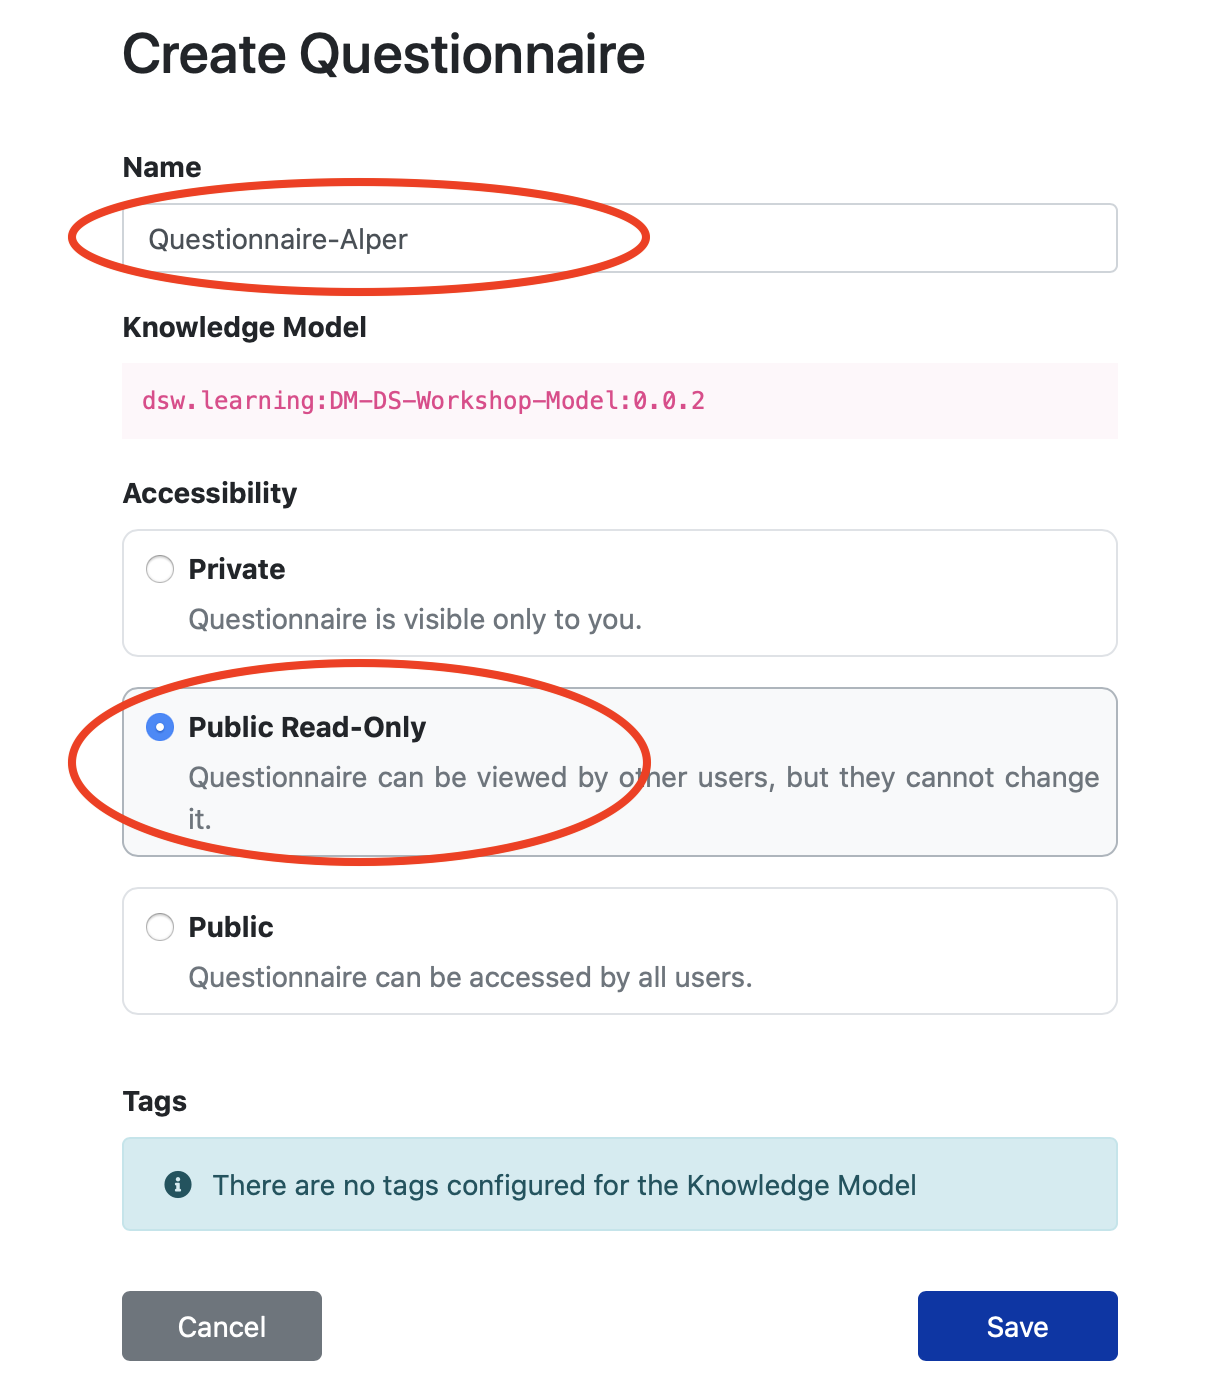 Create Questionnaire
Name
Questionnaire-Alper
Knowledge Model
dsw.learning:DM-DS-Workshop-Model:0.0.2
Accessibility
Private
Questionnaire is visible only to you.
Public Read-Only
Questionnaire can be viewed by other users, but they cannot change
it.
Public
Questionnaire can be accessed by all users.
Tags
There are no tags configured for the Knowledge Model
Cancel
Save